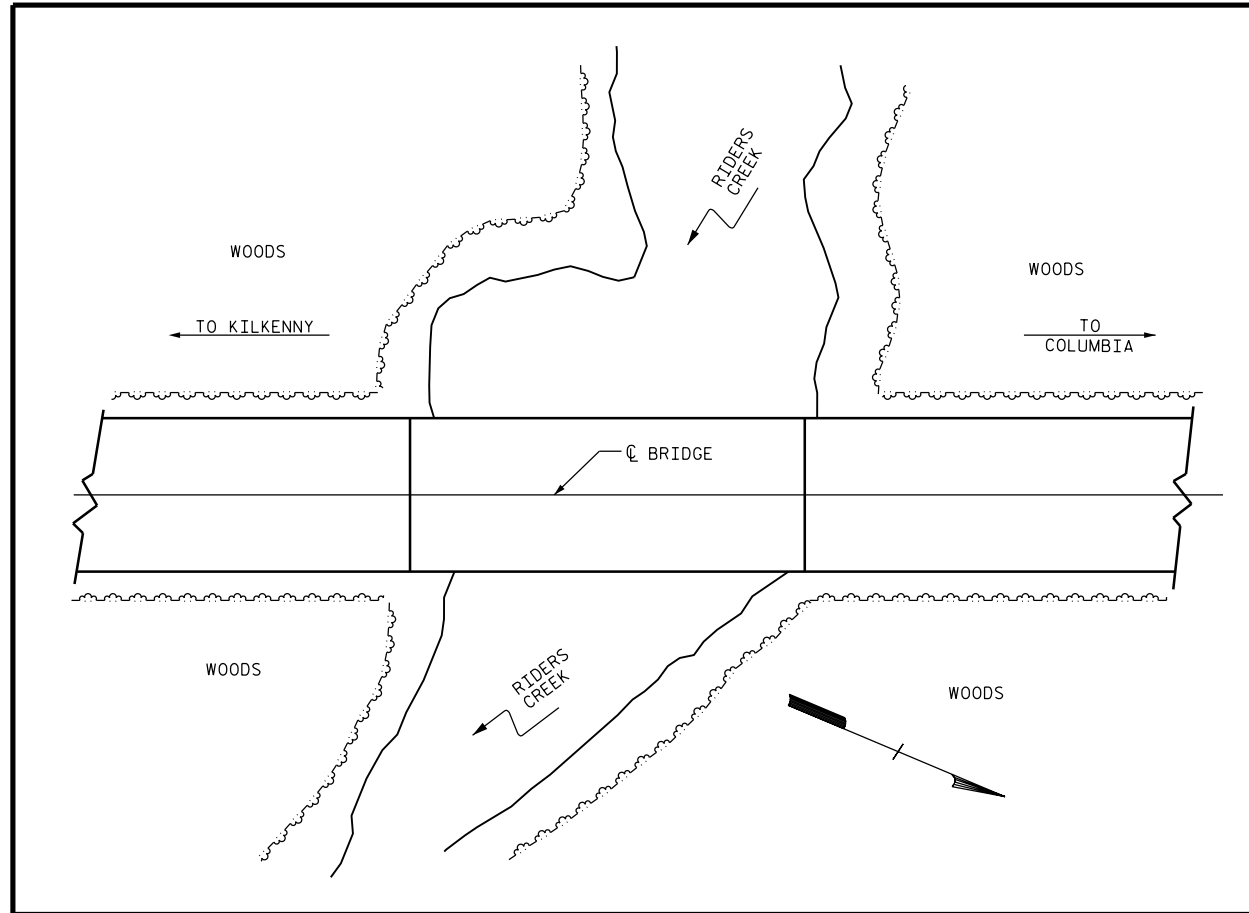 RIDERS
CREEK
WOODS
WOODS
TO KILKENNY
TO
COLUMBIA
℄ BRIDGE
RIDERS
CREEK
WOODS
WOODS